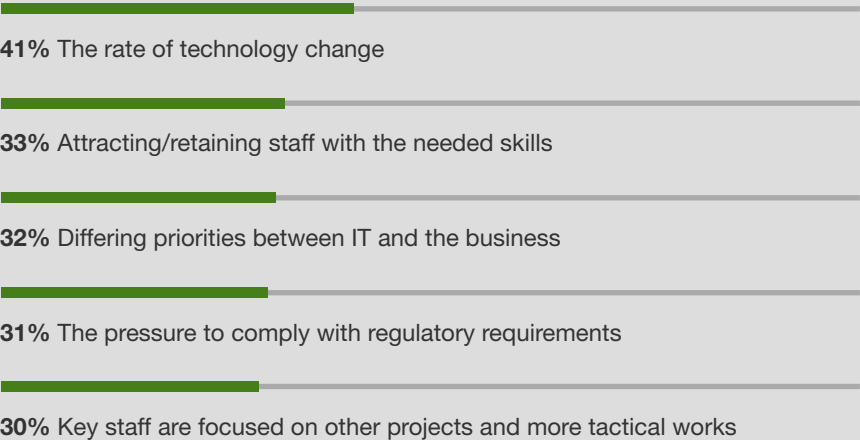 41% The rate of technology change
33% Attracting/retaining staff with the needed skills
32% Differing priorities between IT and the business
31% The pressure to comply with regulatory requirements
30% Key staff are focused on other projects and more tactical works